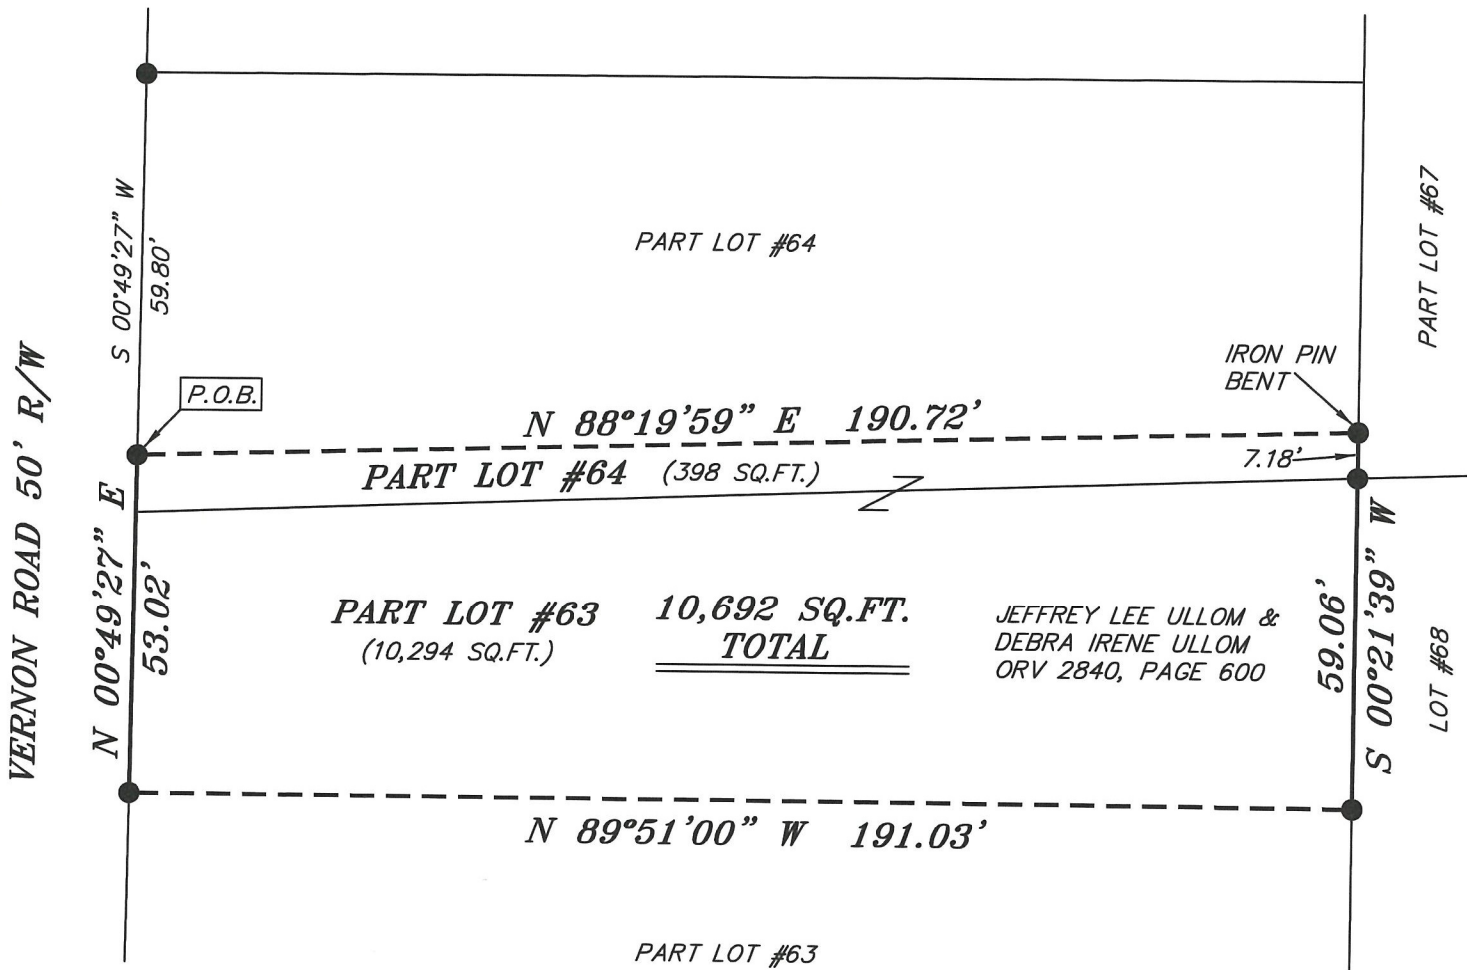 S 00°49'27" W
59.80'
PART LOT #64
PART LOT #67
VERNON ROAD 50' R/W
P.O.B.
IRON PIN
BENT
N 88°19'59" E 190.72'
7.18'
PART LOT #64 (398 SQ.FT.)
N 00°49'27" E
53.02'
PART LOT #63
(10,294 SQ.FT.)
10,692 SQ.FT.
TOTAL
JEFFREY LEE ULLOM &
DEBRA IRENE ULLOM
ORV 2840, PAGE 600
59.06'
S 00°21'39" W
LOT #68
N 89°51'00" W 191.03'
PART LOT #63